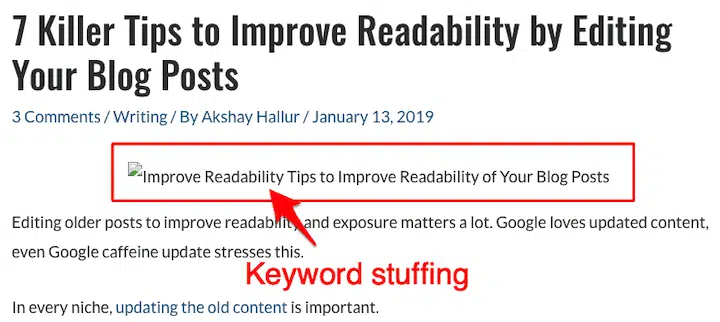 7 Killer Tips to Improve Readability by Editing
Your Blog Posts
3 Comments / Writing / By Akshay Hallur / January 13, 2019
Improve Readability Tips to Improve Readability of Your Blog Posts
Editing older posts to improve readability and exposure matters a lot. Google loves updated content,
even Google caffeine update stresses this.
Keyword stuffing
In every niche, updating the old content is important.